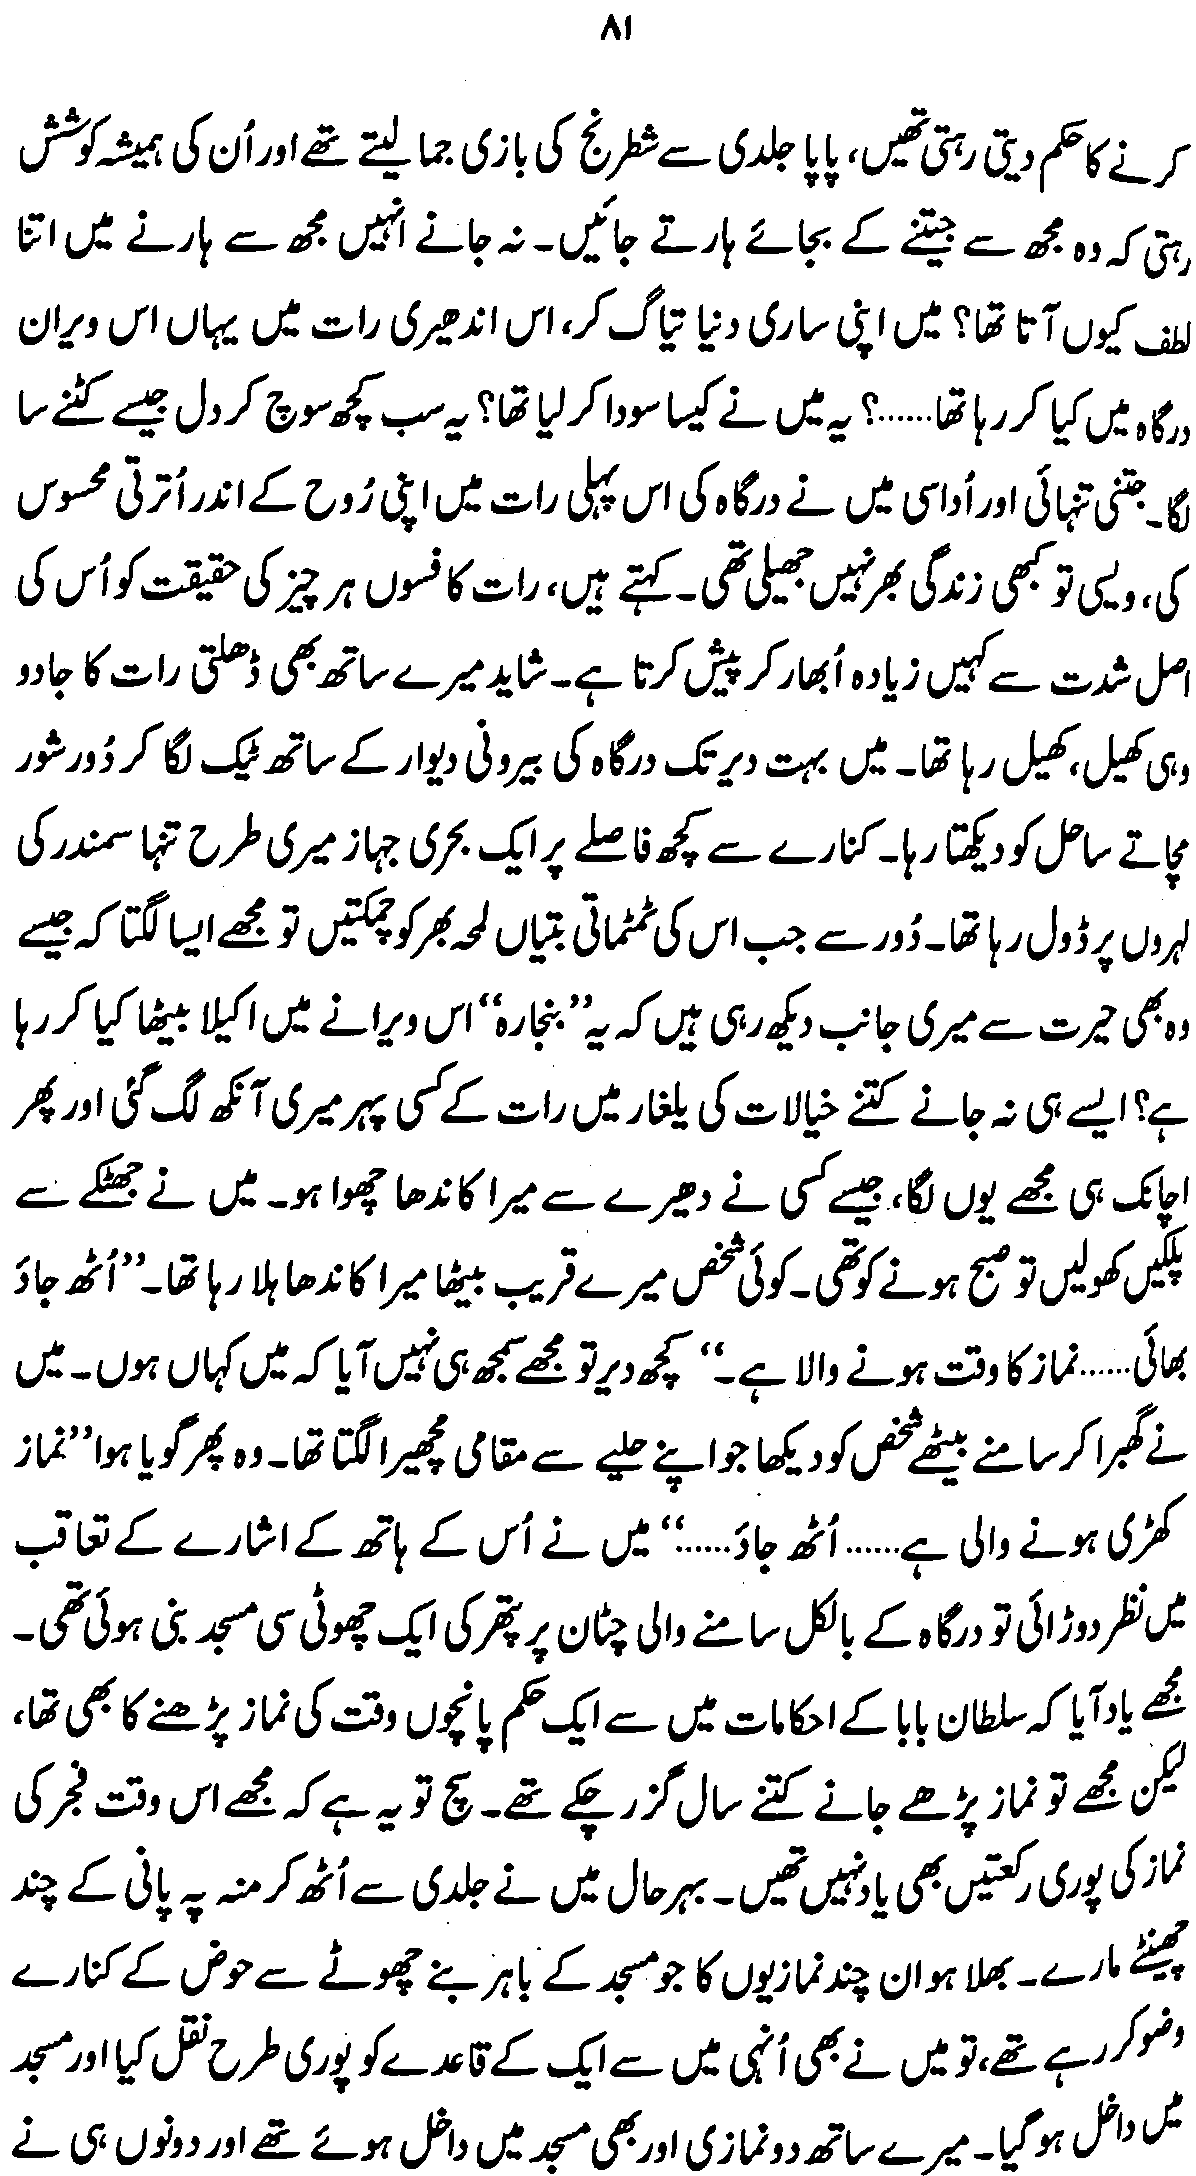 ۸۱
کرنے کا حکم دیتی رہتی تھیں، پاپا جلدی سے شطرنج کی بازی جما لیتے تھے اور اُن کی ہمیشہ کوشش
رہتی کہ وہ مجھ سے جیتنے کے بجائے ہارتے جائیں۔ نہ جانے انہیں مجھ سے ہارنے میں اتنا
لطف کیوں آتا تھا؟ میں اپنی ساری دنیا تیاگ کر، اس اندھیری رات میں یہاں اس ویران
درگاہ میں کیا کر رہا تھا......؟ یہ میں نے کیسا سودا کر لیا تھا؟ یہ سب کچھ سوچ کر دل جیسے کٹنے سا
لگا۔ جتنی تنہائی اور اُداسی میں نے درگاہ کی اس پہلی رات میں اپنی رُوح کے اندر اُترتی محسوس
کی، ویسی تو کبھی زندگی بھر نہیں جھیلی تھی۔ کہتے ہیں، رات کا فسوں ہر چیز کی حقیقت کو اُس کی
اصل شدت سے کہیں زیادہ اُبھار کر پیش کرتا ہے۔ شاید میرے ساتھ بھی ڈھلتی رات کا جادو
وہی کھیل، کھیل رہا تھا۔ میں بہت دیر تک درگاہ کی بیرونی دیوار کے ساتھ ٹیک لگا کر دُور شور
مچاتے ساحل کو دیکھتا رہا۔ کنارے سے کچھ فاصلے پر ایک بحری جہاز میری طرح تنہا سمندر کی
لہروں پر ڈول رہا تھا۔ دُور سے جب اس کی ٹمٹماتی بتیاں لمحہ بھر کو چمکتیں تو مجھے ایسا لگتا کہ جیسے
وہ بھی حیرت سے میری جانب دیکھ رہی ہیں کہ یہ ”بنجارہ“ اس ویرانے میں اکیلا بیٹھا کیا کر رہا
ہے؟ ایسے ہی نہ جانے کتنے خیالات کی یلغار میں رات کے کسی پہر میری آنکھ لگ گئی اور پھر
اچانک ہی مجھے یوں لگا، جیسے کسی نے دھیرے سے میرا کاندھا چھوا ہو۔ میں نے جھٹکے سے
پلکیں کھولیں تو صبح ہونے کو تھی۔ کوئی شخص میرے قریب بیٹھا میرا کاندھا ہلا رہا تھا۔ ”اُٹھ جاؤ
بھائی......نماز کا وقت ہونے والا ہے۔“ کچھ دیر تو مجھے سمجھ ہی نہیں آیا کہ میں کہاں ہوں۔ میں
نے گھبرا کر سامنے بیٹھے شخص کو دیکھا جو اپنے حلیے سے مقامی مچھیرا لگتا تھا۔ وہ پھر گویا ہوا ”نماز
کھڑی ہونے والی ہے...... اُٹھ جاؤ......“ میں نے اُس کے ہاتھ کے اشارے کے تعاقب
میں نظر دوڑائی تو درگاہ کے بالکل سامنے والی چٹان پر پتھر کی ایک چھوٹی سی مسجد بنی ہوئی تھی۔
مجھے یاد آیا کہ سلطان بابا کے احکامات میں سے ایک حکم پانچوں وقت کی نماز پڑھنے کا بھی تھا،
لیکن مجھے تو نماز پڑھے جانے کتنے سال گزر چکے تھے۔ سچ تو یہ ہے کہ مجھے اس وقت فجر کی
نماز کی پوری رکعتیں بھی یاد نہیں تھیں۔ بہرحال میں نے جلدی سے اُٹھ کر منہ پہ پانی کے چند
چھینٹے مارے۔ بھلا ہو ان چند نمازیوں کا جو مسجد کے باہر بنے چھوٹے سے حوض کے کنارے
وضو کر رہے تھے، تو میں نے بھی اُنہی میں سے ایک کے قاعدے کو پوری طرح نقل کیا اور مسجد
میں داخل ہو گیا۔ میرے ساتھ دو نمازی اور بھی مسجد میں داخل ہوئے تھے اور دونوں ہی نے